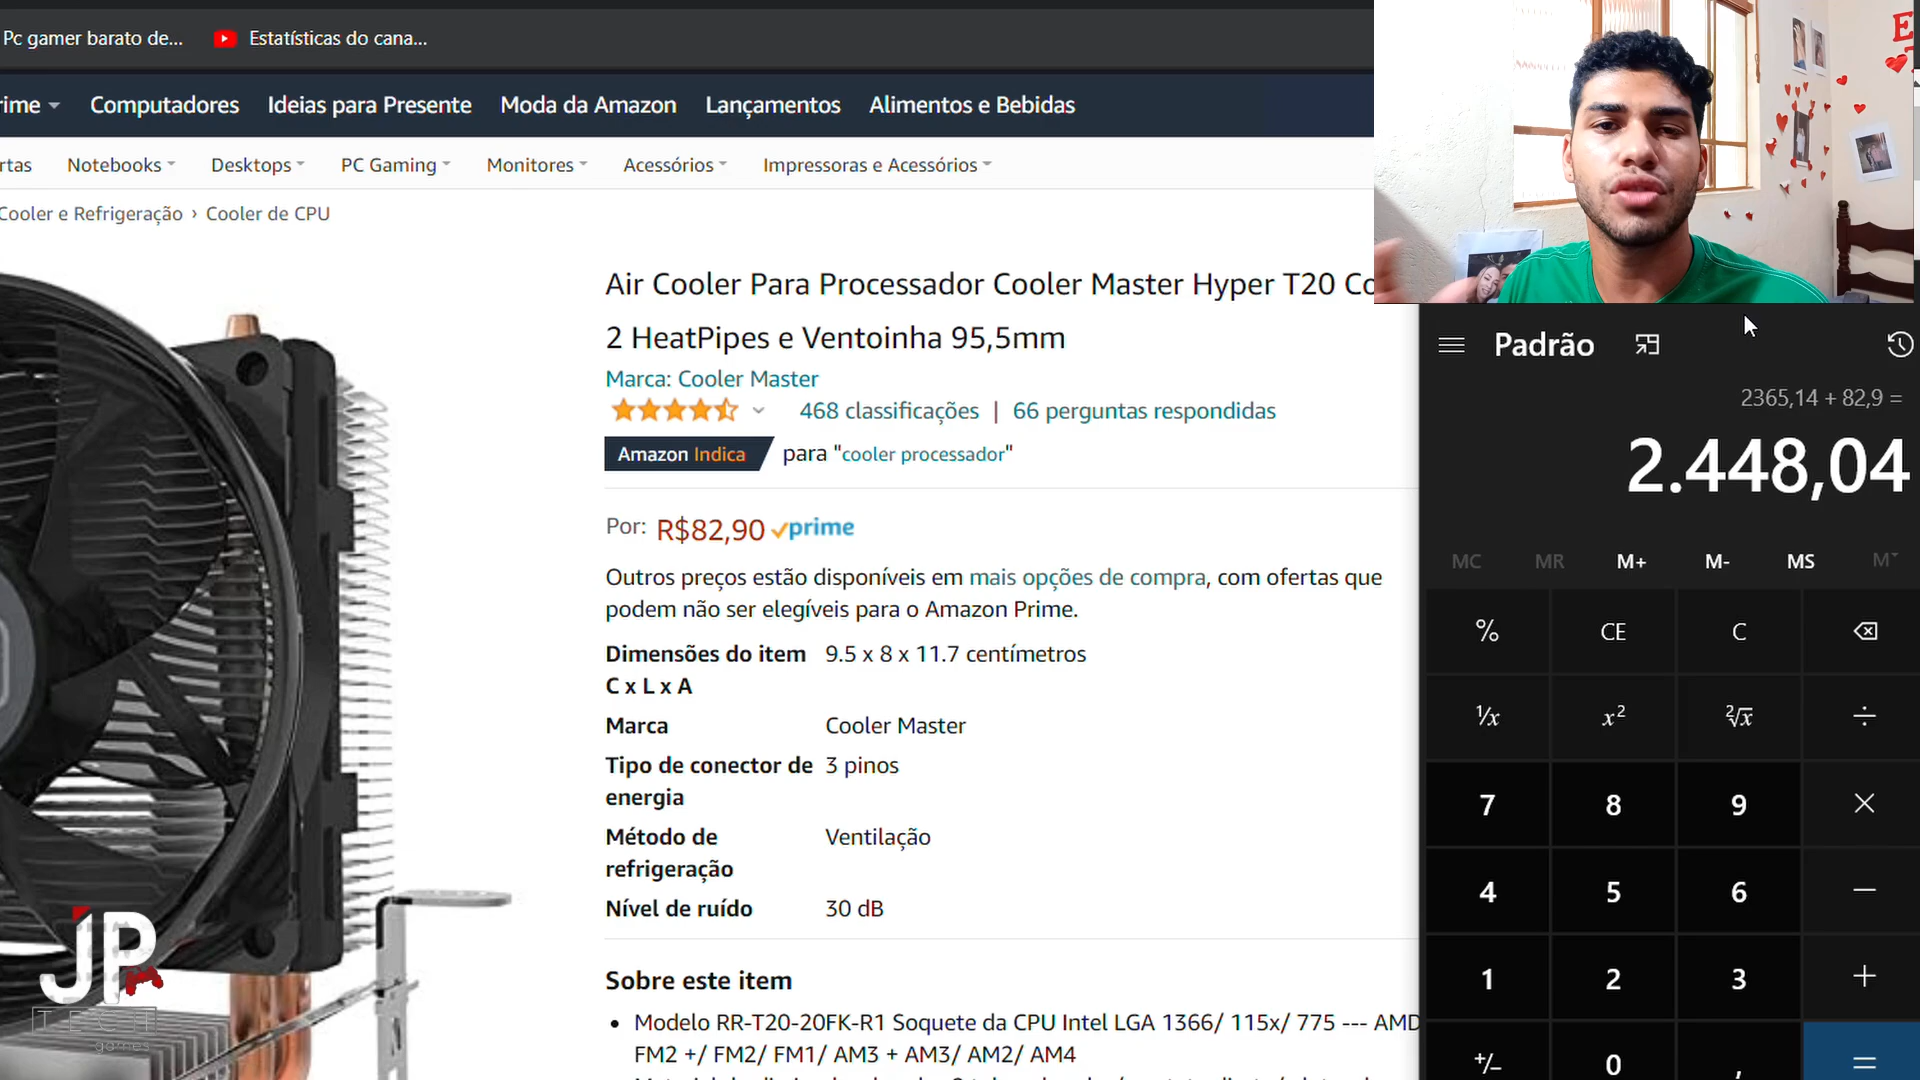 Pc gamer barato de...
Estatísticas do cana...
rime
Computadores
Ideias para Presente
Moda da Amazon
Lançamentos
Alimentos e Bebidas
rtas
Notebooks
Desktops
PC Gaming
Monitores
Acessórios
Impressoras e Acessórios
Cooler e Refrigeração › Cooler de CPU
Air Cooler Para Processador Cooler Master Hyper T20 Co
2 HeatPipes e Ventoinha 95,5mm
Marca: Cooler Master
468 classificações | 66 perguntas respondidas
Amazon Indica para "cooler processador"
Por: R$82,90 prime
Outros preços estão disponíveis em mais opções de compra, com ofertas que
podem não ser elegíveis para o Amazon Prime.
Dimensões do item 9.5 x 8 x 11.7 centímetros
C x L x A
Marca Cooler Master
Tipo de conector de 3 pinos
energia
Método de Ventilação
refrigeração
Nível de ruído 30 dB
Sobre este item
• Modelo RR-T20-20FK-R1 Soquete da CPU Intel LGA 1366/ 115x/ 775 --- AMD
FM2 +/ FM2/ FM1/ AM3 + AM3/ AM2/ AM4
JP
TECH
games
E
Padrão
2365,14 + 82,9 =
2.448,04
MC MR M+ M- MS M˅
% CE C
⅟x x² ²√x ÷
7 8 9 ×
4 5 6 −
1 2 3 +
+/− 0 , =